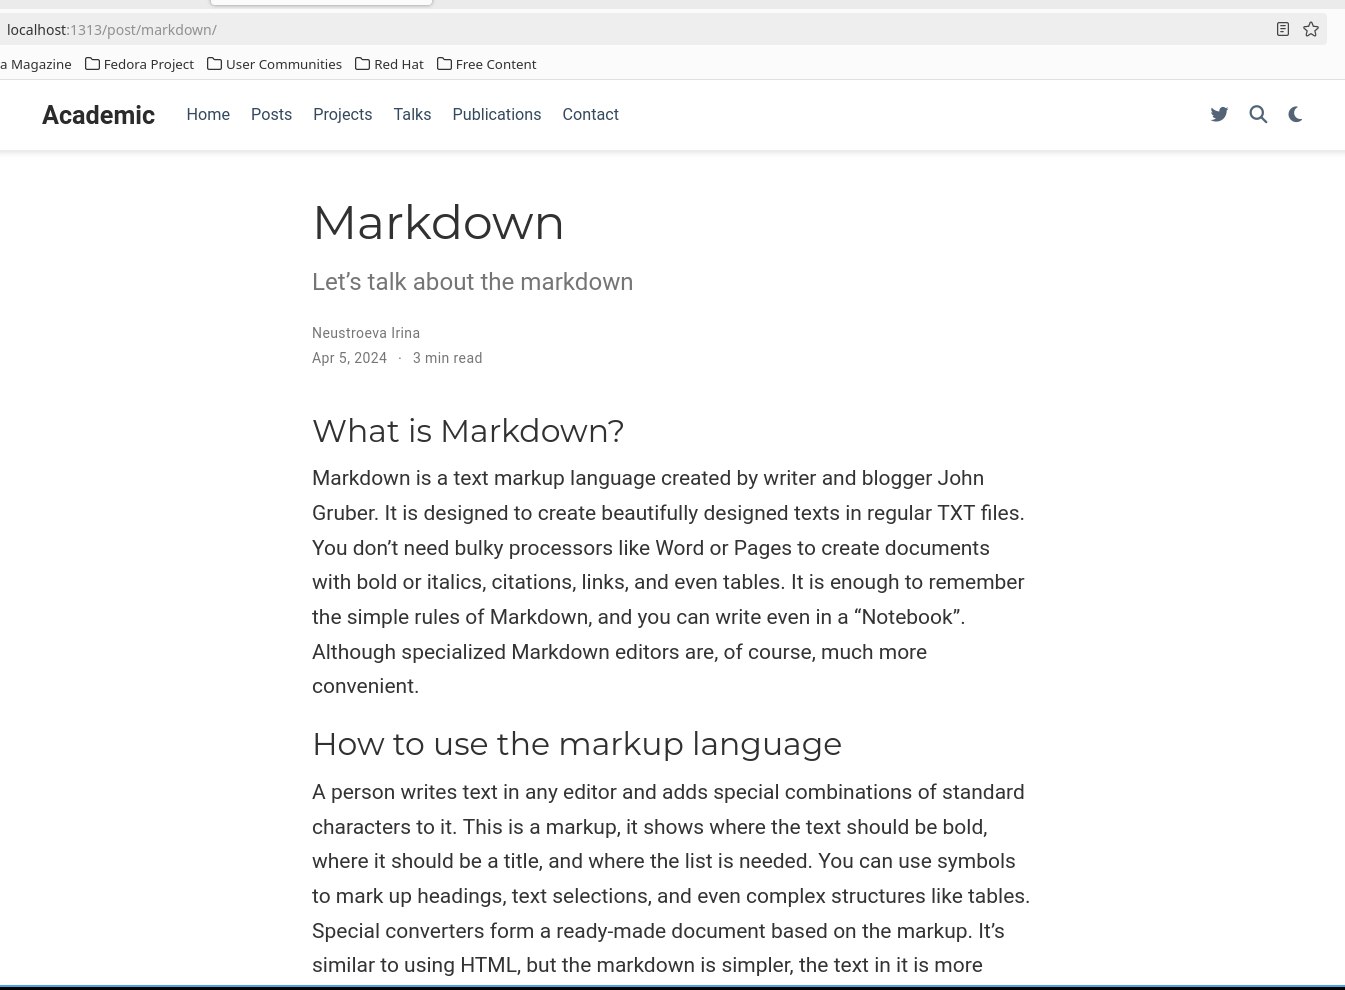 localhost:1313/post/markdown/
a Magazine Fedora Project User Communities Red Hat Free Content
Academic Home Posts Projects Talks Publications Contact
Markdown
Let’s talk about the markdown
Neustroeva Irina
Apr 5, 2024 · 3 min read
What is Markdown?
Markdown is a text markup language created by writer and blogger John
Gruber. It is designed to create beautifully designed texts in regular TXT files.
You don’t need bulky processors like Word or Pages to create documents
with bold or italics, citations, links, and even tables. It is enough to remember
the simple rules of Markdown, and you can write even in a “Notebook”.
Although specialized Markdown editors are, of course, much more
convenient.
How to use the markup language
A person writes text in any editor and adds special combinations of standard
characters to it. This is a markup, it shows where the text should be bold,
where it should be a title, and where the list is needed. You can use symbols
to mark up headings, text selections, and even complex structures like tables.
Special converters form a ready-made document based on the markup. It’s
similar to using HTML, but the markdown is simpler, the text in it is more